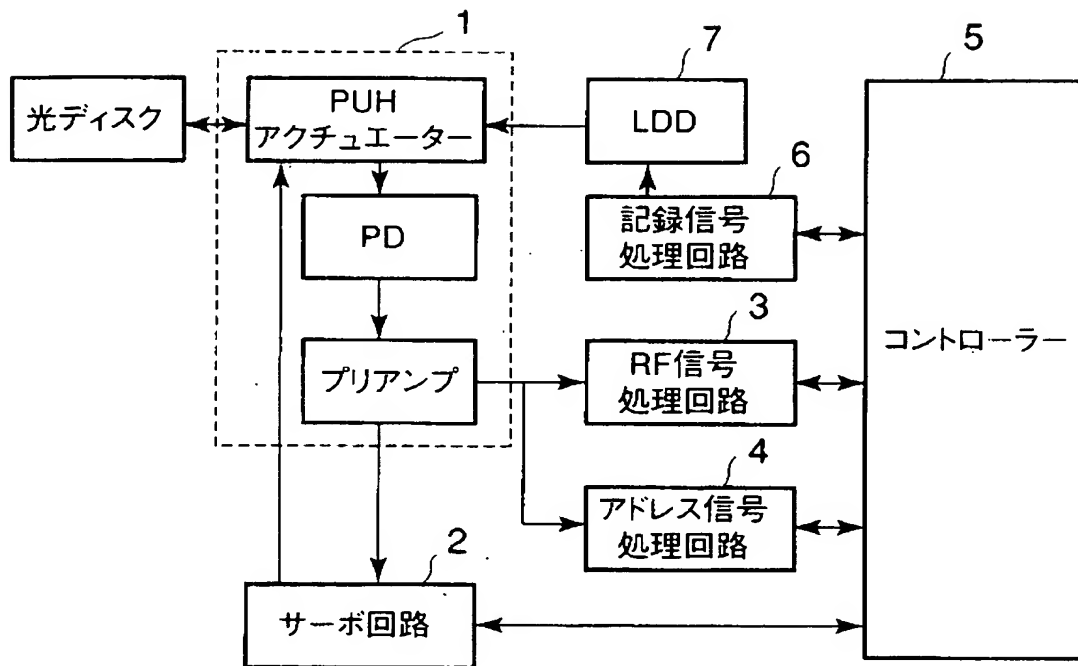 1
7
5
光ディスク
PUH
アクチュエーター
LDD
6
PD
記録信号
処理回路
3
コントローラー
プリアンプ
RF信号
処理回路
4
アドレス信号
処理回路
2
サーボ回路